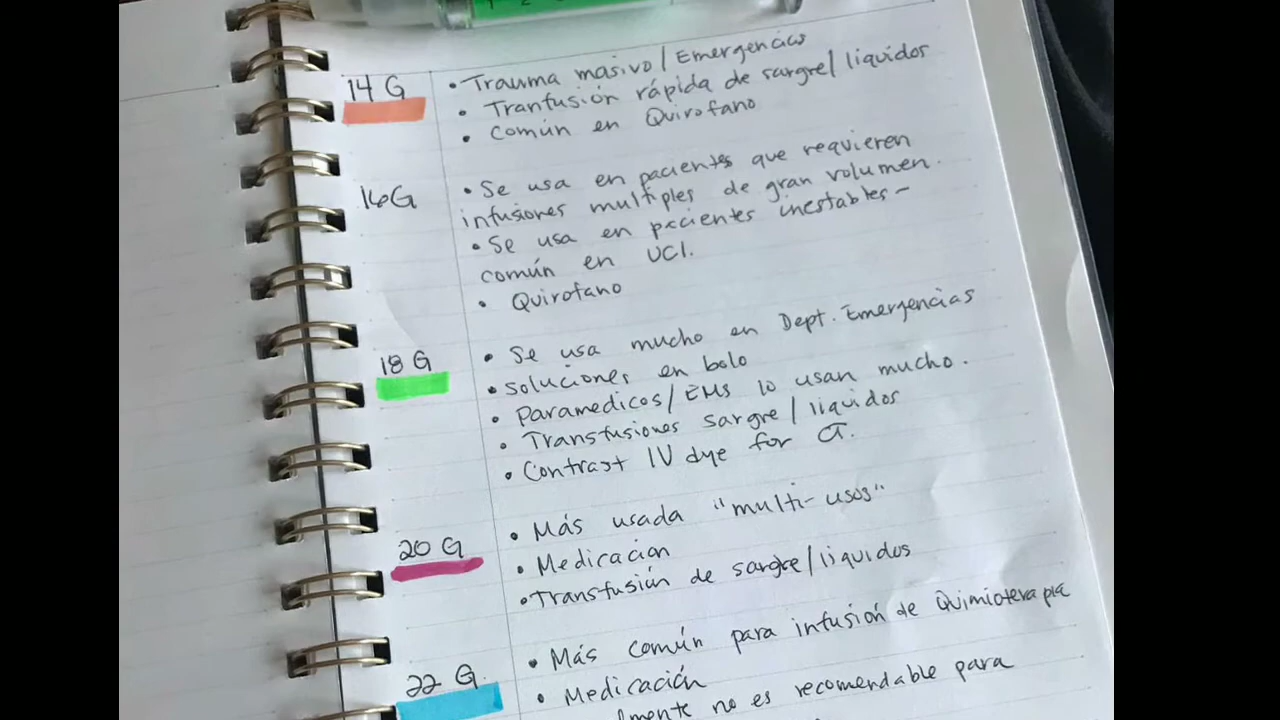 14 G
• Trauma masivo/Emergencias
• Tranfusión rápida de sangre/liquidos
• común en Quirofano
16G
• Se usa en pacientes que requieren
infusiones multiples de gran volumen.
• Se usa en pacientes inestables-
común en UCI.
• Quirofano
18 G
• Se usa mucho en Dept. Emergencias
• soluciones en bolo
• Paramedicos/EMS lo usan mucho.
• Transfusiones sangre/liquidos
• Contrast IV dye for CT.
20 G
• Más usada "multi-usos"
• Medicacion
• Transfusión de sangre/liquidos
22 G
• Más común para infusión de Quimioterapia
• Medicación
no es recomendable para